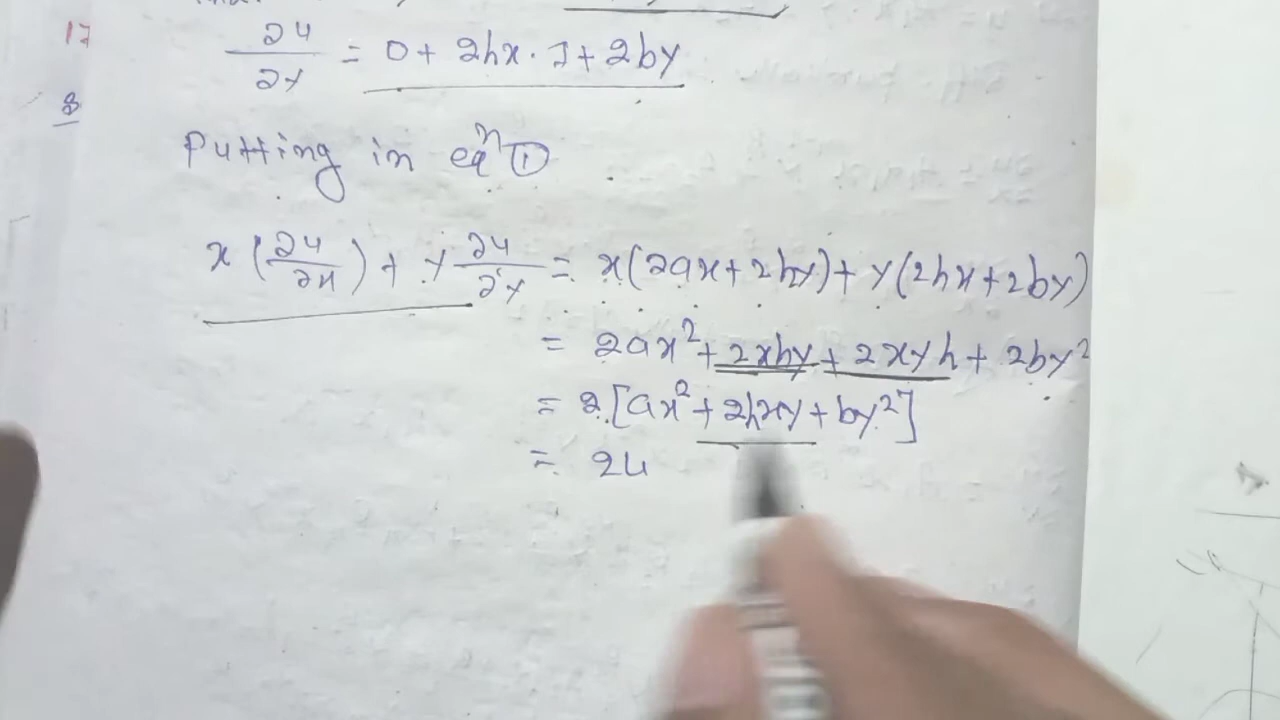 17
∂u/∂y = 0 + 2hx · 1 + 2by
8
Putting in eqⁿ ①
x (∂u/∂x) + y ∂u/∂y = x(2ax + 2hy) + y(2hx + 2by)
= 2ax² + 2xhy + 2xyh + 2by²
= 2[ax² + 2hxy + by²]
= 2u